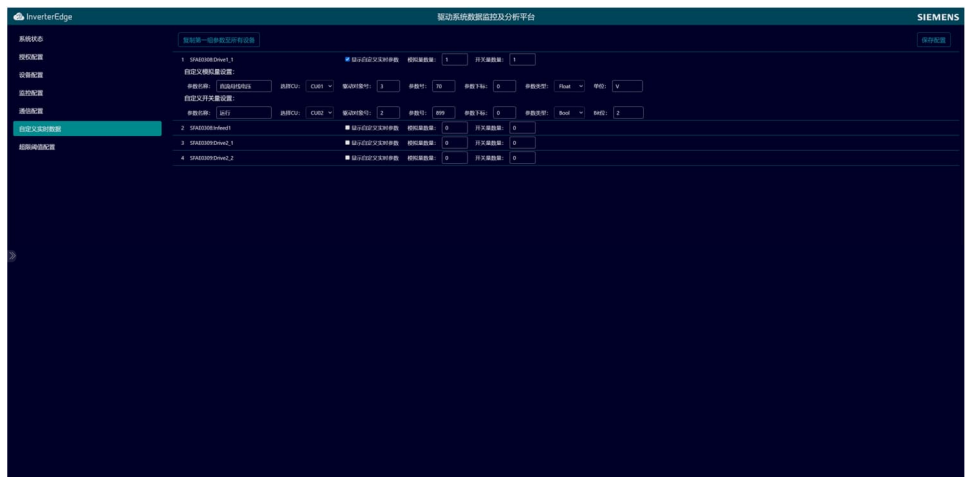 InverterEdge 驱动系统数据监控及分析平台 SIEMENS
系统状态
授权配置
设备配置
监控配置
通信配置
自定义实时数据
超限阈值配置
复制第一组参数至所有设备 保存配置
1 SFAE0308:Drive1_1 显示自定义实时参数 模拟量数量: 1 开关量数量: 1
自定义模拟量设置:
参数名称: 直流母线电压 选择CU: CU01 驱动对象号: 3 参数号: 70 参数下标: 0 参数类型: Float 单位: V
自定义开关量设置:
参数名称: 运行 选择CU: CU02 驱动对象号: 2 参数号: 899 参数下标: 0 参数类型: Bool Bit位: 2
2 SFAE0308:Infeed1 显示自定义实时参数 模拟量数量: 0 开关量数量: 0
3 SFAE0309:Drive2_1 显示自定义实时参数 模拟量数量: 0 开关量数量: 0
4 SFAE0309:Drive2_2 显示自定义实时参数 模拟量数量: 0 开关量数量: 0